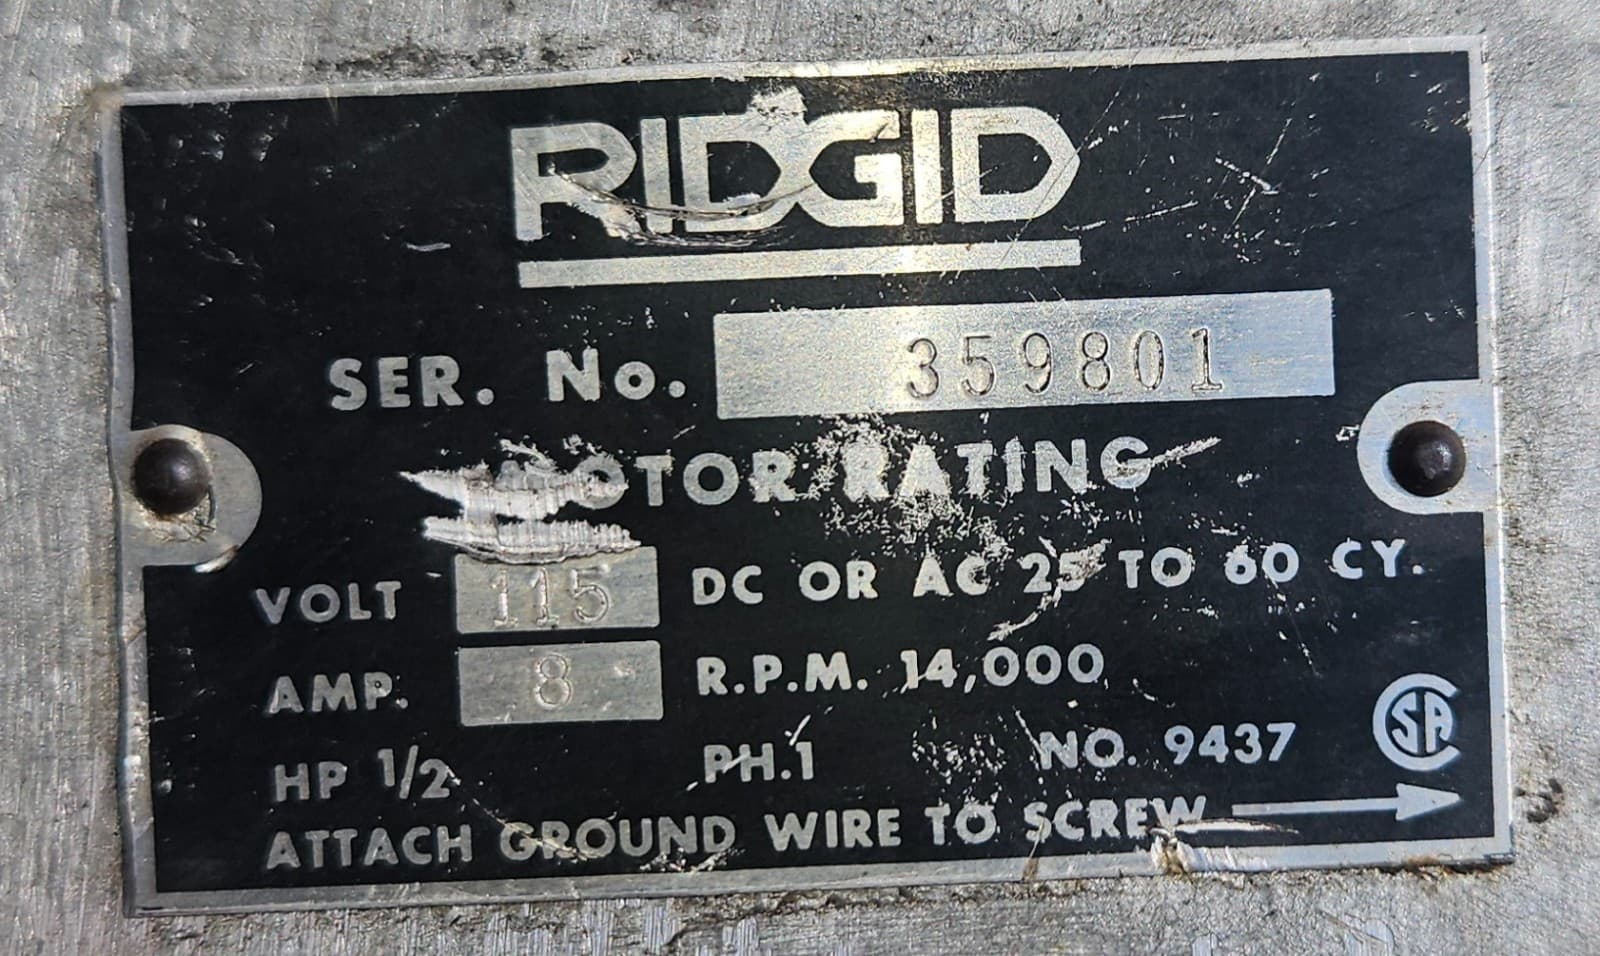 RIDGID
SER. No. 359801
MOTOR RATING
VOLT 115 DC OR AC 25 TO 60 CY.
AMP. 8 R.P.M. 14,000
HP 1/2 PH.1 NO. 9437 CSA
ATTACH GROUND WIRE TO SCREW